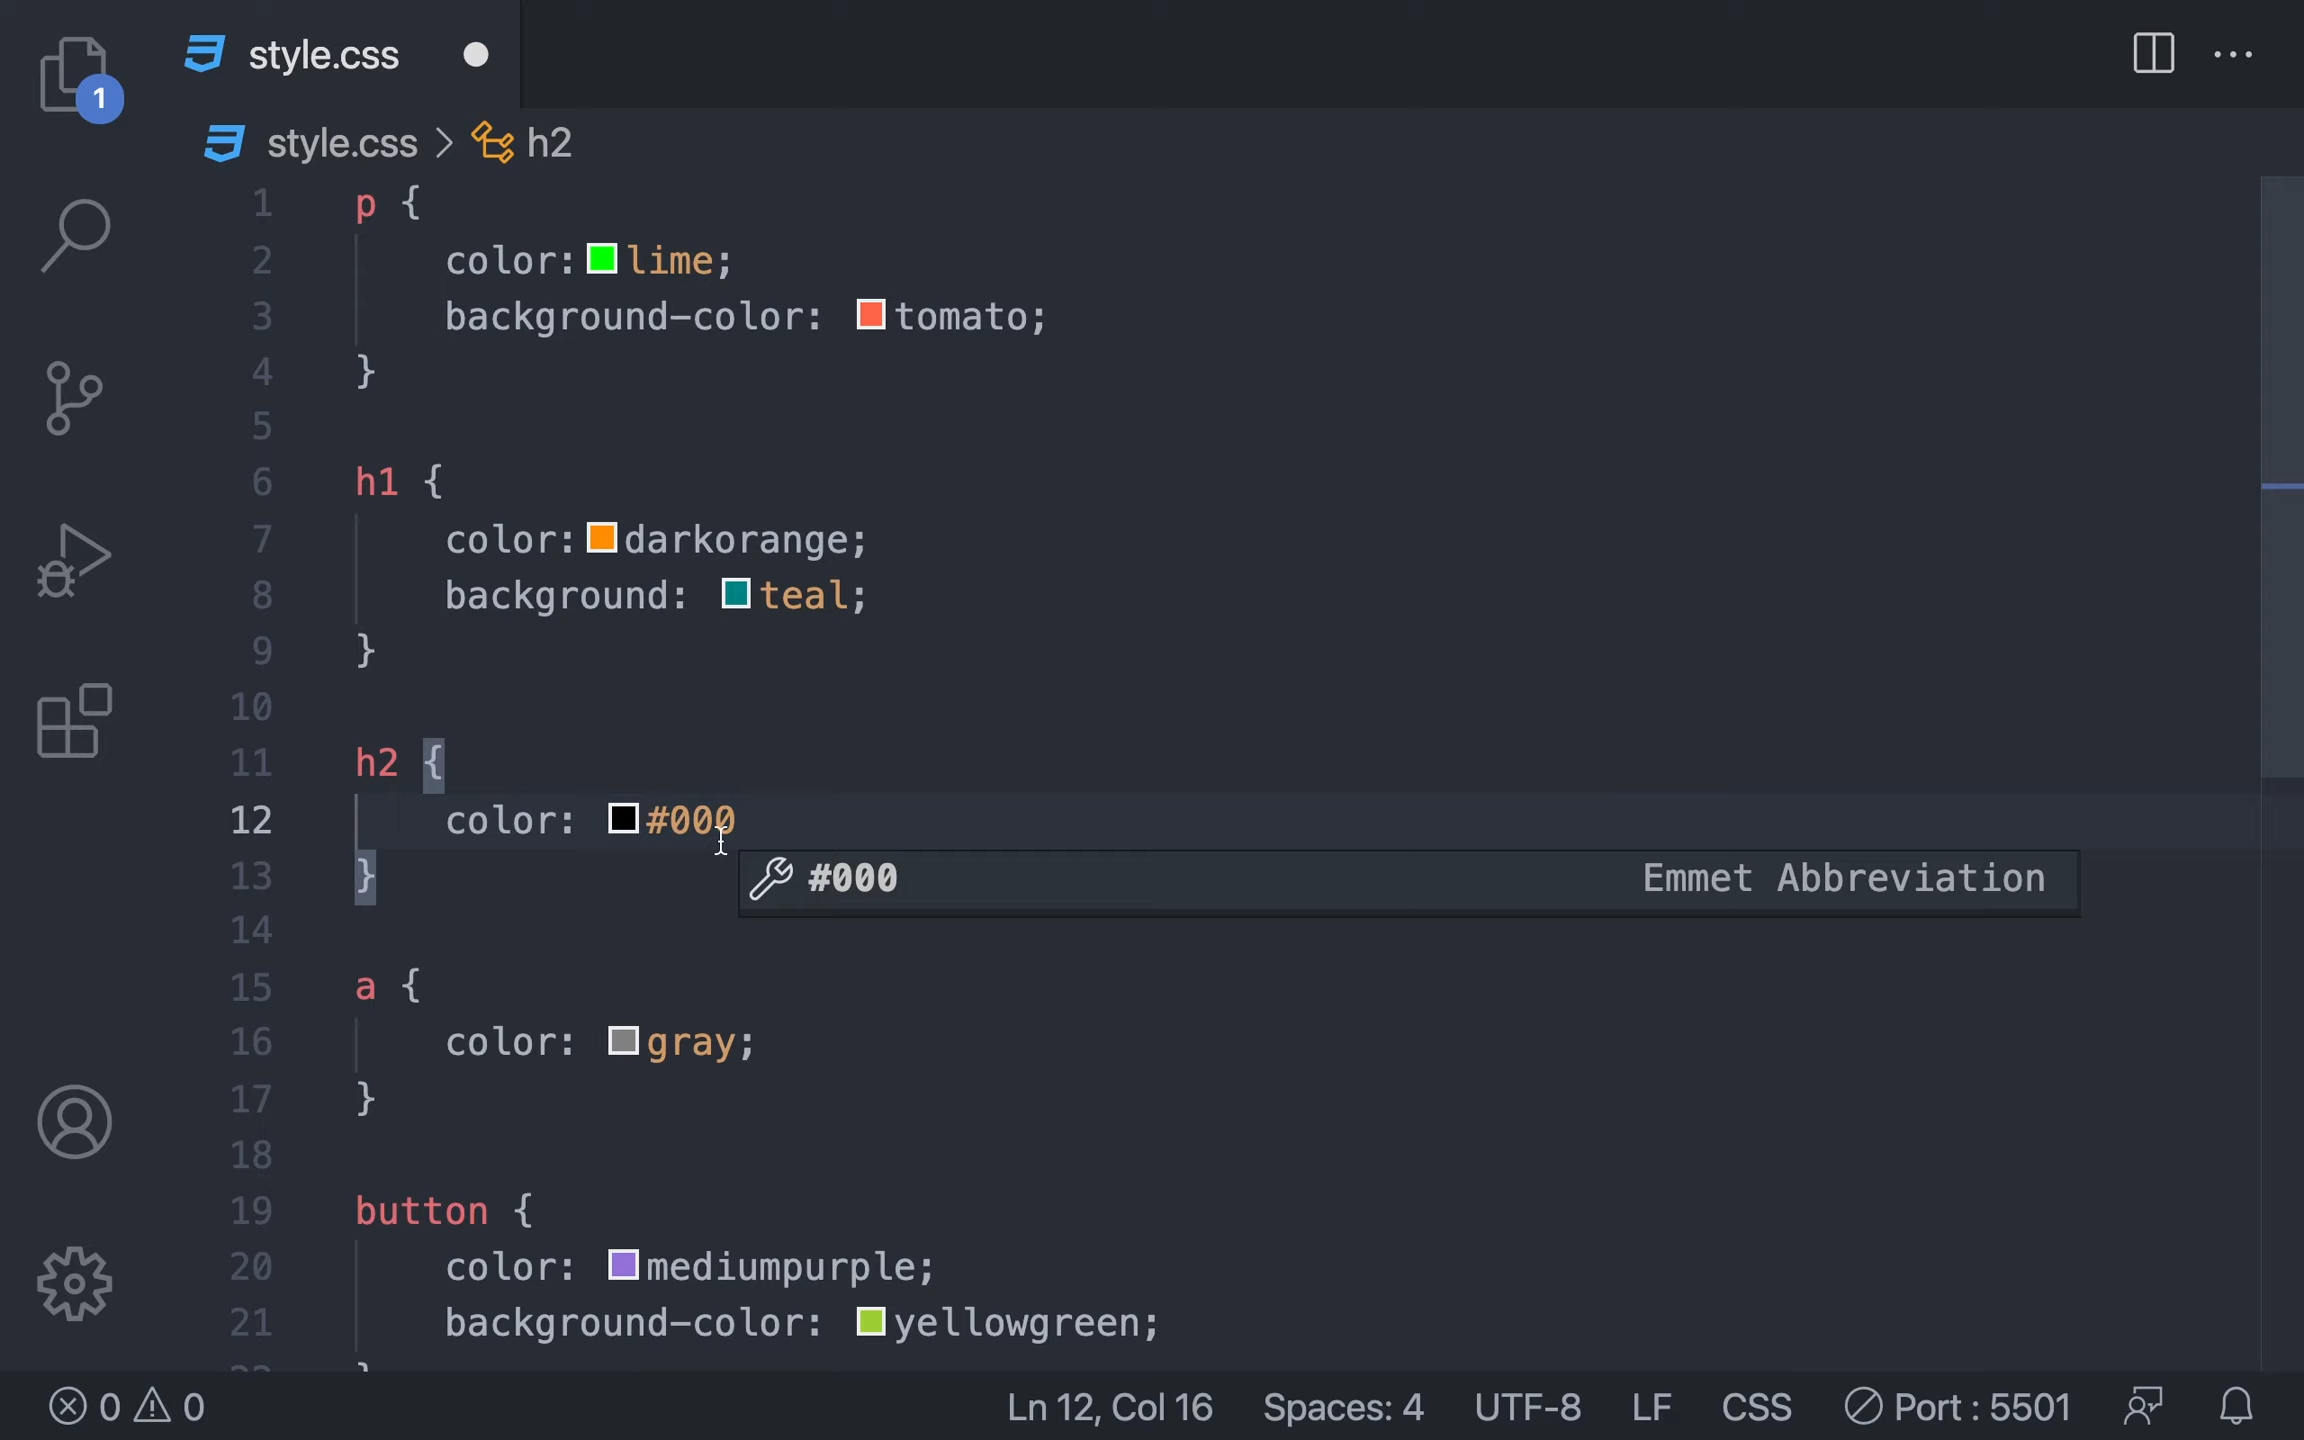 style.css
1
style.css > h2
1 p {
2 color: lime;
3 background-color: tomato;
4 }
5
6 h1 {
7 color: darkorange;
8 background: teal;
9 }
10
11 h2 {
12 color: #000
13 }
#000 Emmet Abbreviation
14
15 a {
16 color: gray;
17 }
18
19 button {
20 color: mediumpurple;
21 background-color: yellowgreen;
0 0 Ln 12, Col 16 Spaces: 4 UTF-8 LF CSS Port : 5501